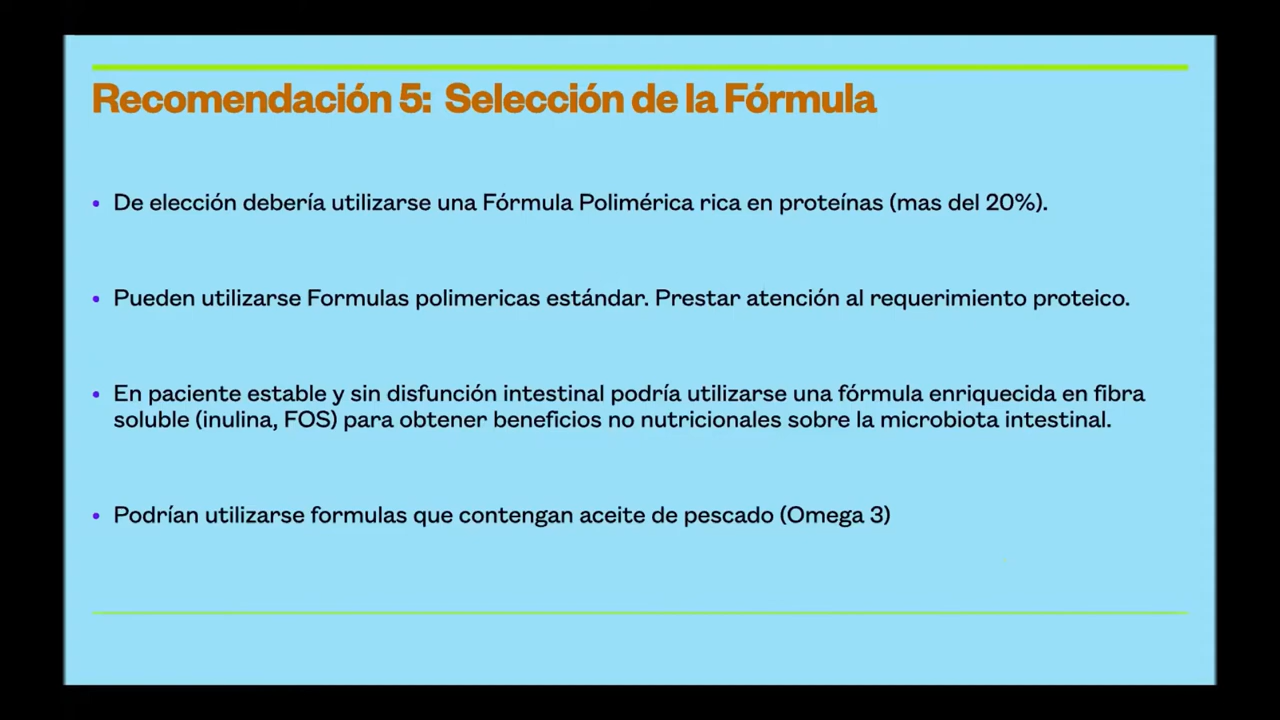 Recomendación 5: Selección de la Fórmula
• De elección debería utilizarse una Fórmula Polimérica rica en proteínas (mas del 20%).
• Pueden utilizarse Formulas polimericas estándar. Prestar atención al requerimiento proteico.
• En paciente estable y sin disfunción intestinal podría utilizarse una fórmula enriquecida en fibra
soluble (inulina, FOS) para obtener beneficios no nutricionales sobre la microbiota intestinal.
• Podrían utilizarse formulas que contengan aceite de pescado (Omega 3)